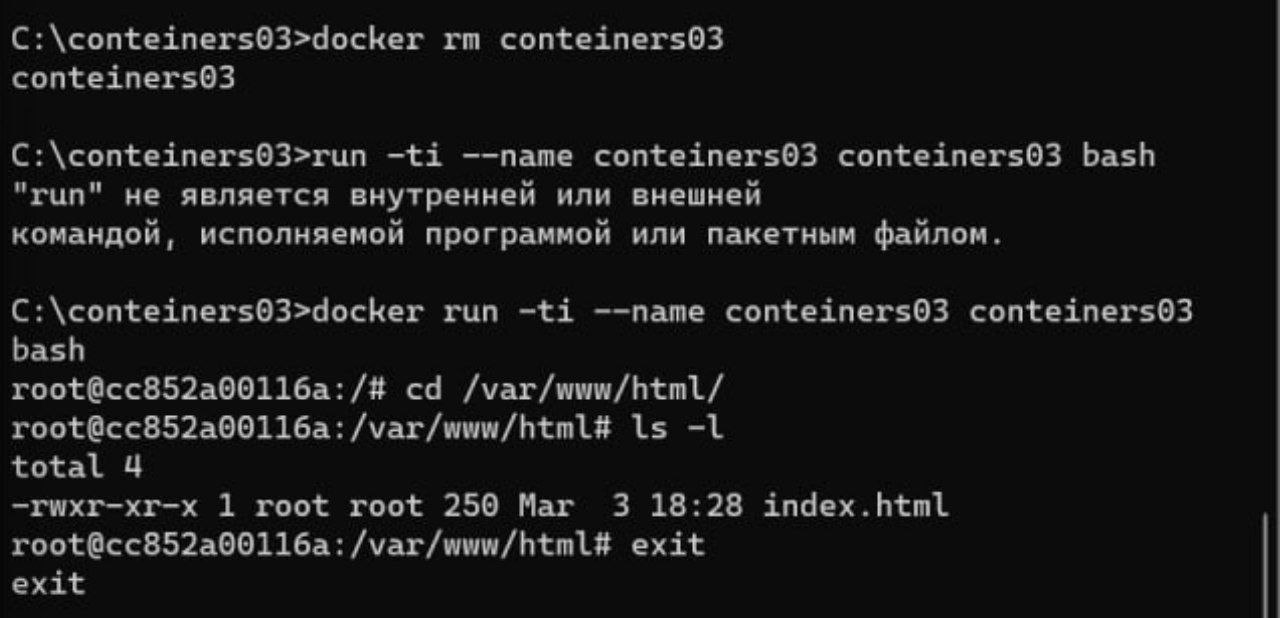 C:\conteiners03>docker rm conteiners03
conteiners03
C:\conteiners03>run -ti --name conteiners03 conteiners03 bash
"run" не является внутренней или внешней
командой, исполняемой программой или пакетным файлом.
C:\conteiners03>docker run -ti --name conteiners03 conteiners03
bash
root@cc852a00116a:/# cd /var/www/html/
root@cc852a00116a:/var/www/html# ls -l
total 4
-rwxr-xr-x 1 root root 250 Mar  3 18:28 index.html
root@cc852a00116a:/var/www/html# exit
exit